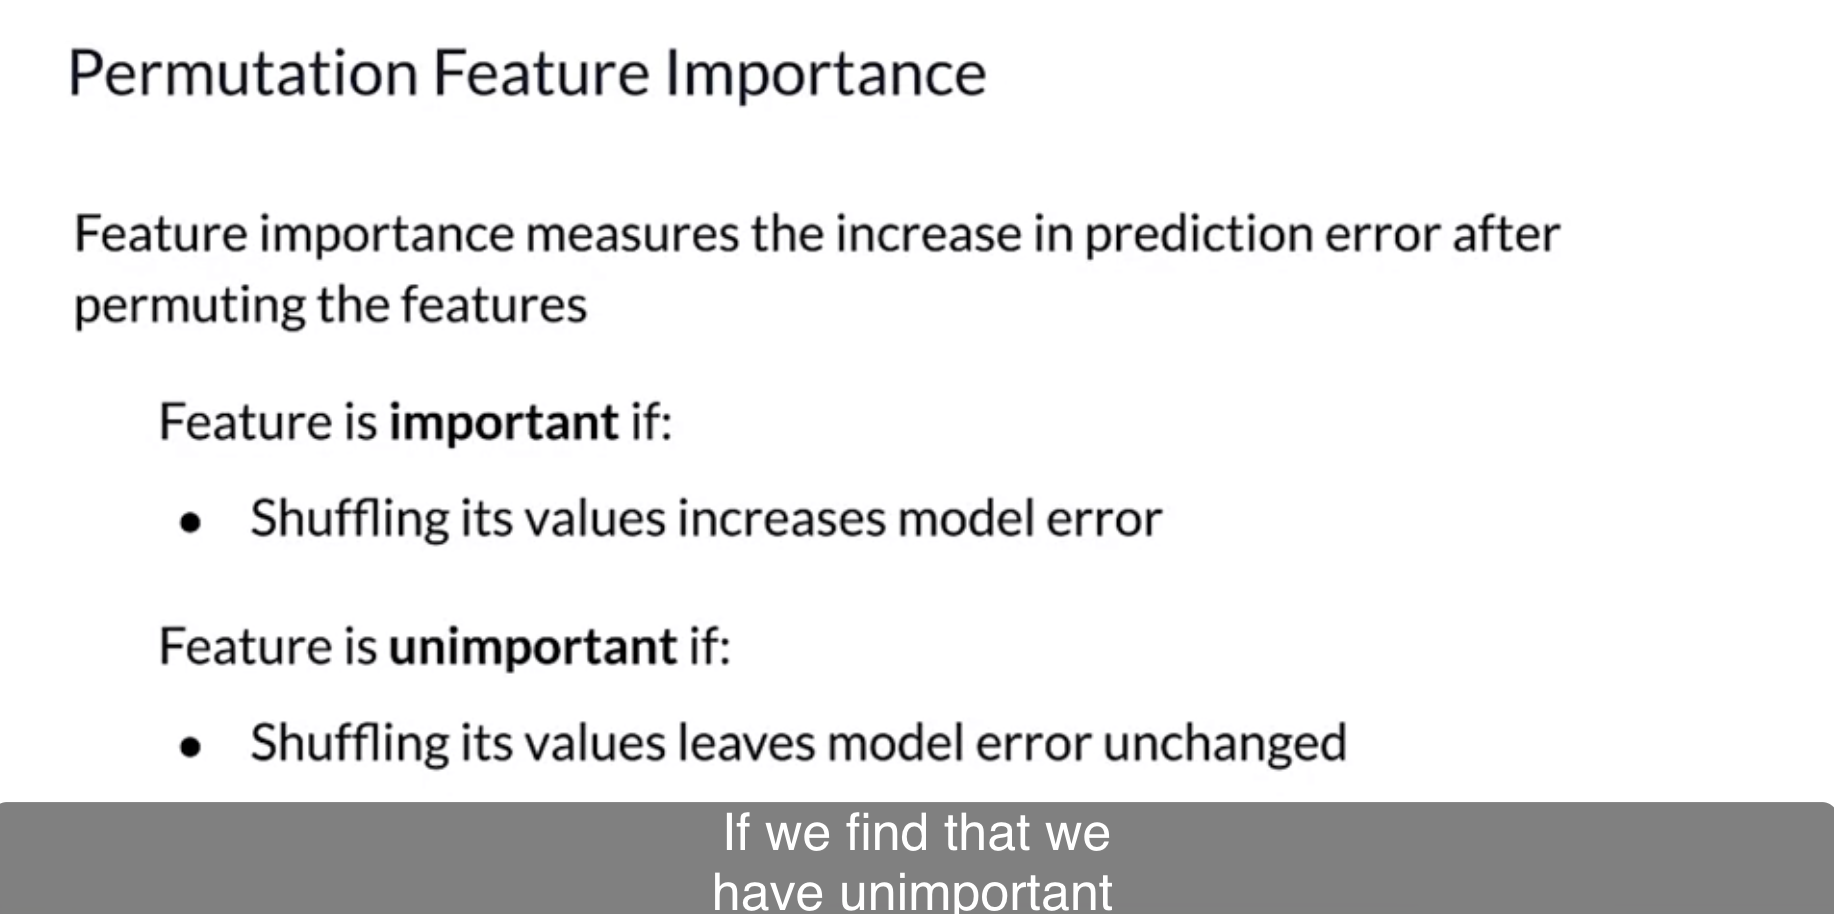 Permutation Feature Importance
Feature importance measures the increase in prediction error after
permuting the features
Feature is important if:
● Shuffling its values increases model error
Feature is unimportant if:
● Shuffling its values leaves model error unchanged
If we find that we
have unimportant